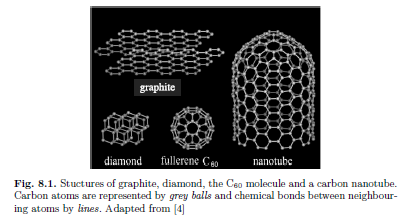 graphite
diamond fullerene C60 nanotube
Fig. 8.1. Stuctures of graphite, diamond, the C60 molecule and a carbon nanotube.
Carbon atoms are represented by grey balls and chemical bonds between neighbour-
ing atoms by lines. Adapted from [4]